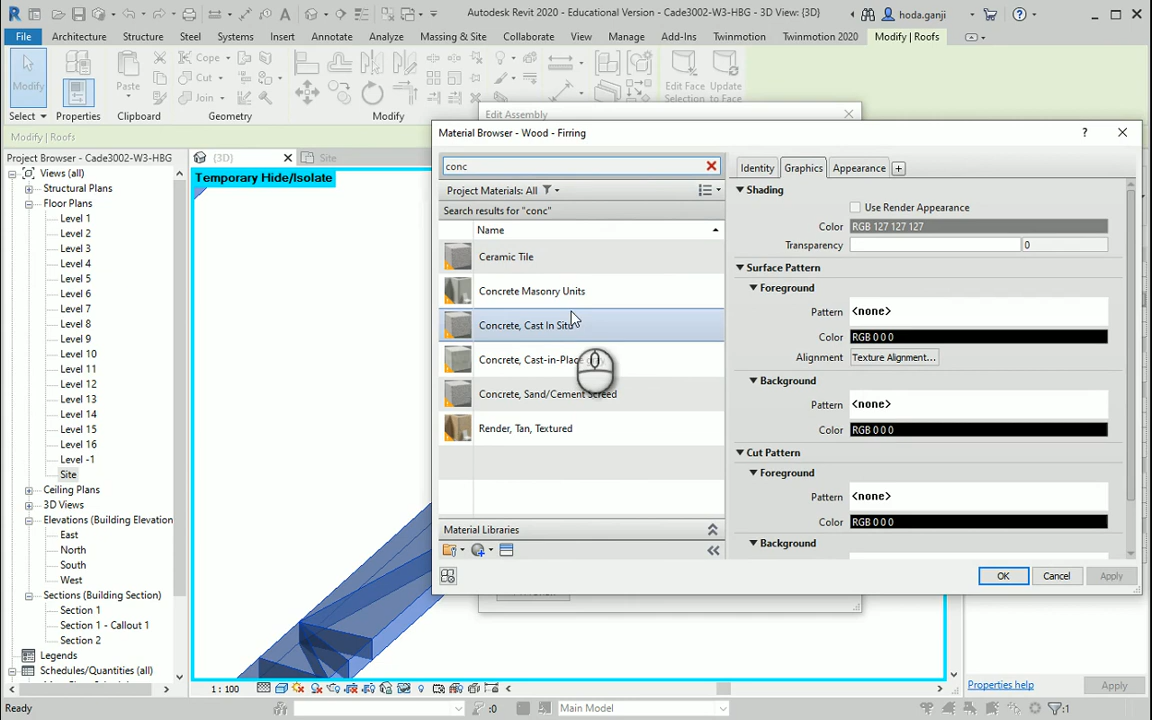 Autodesk Revit 2020 - Educational Version - Cade3002-W3-HBG - 3D View: {3D}
hoda.ganji
File Architecture Structure Steel Systems Insert Annotate Analyze Massing & Site Collaborate View Manage Add-Ins Twinmotion Twinmotion 2020 Modify | Roofs
Modify
Paste
Cope
Cut
Join
Edit Face Selection
Update to Face
Select Properties Clipboard Geometry Modify
Modify | Roofs
Edit Assembly
Project Browser - Cade3002-W3-HBG
{3D}
Site
Temporary Hide/Isolate
Views (all)
Structural Plans
Floor Plans
Level 1
Level 2
Level 3
Level 4
Level 5
Level 6
Level 7
Level 8
Level 9
Level 10
Level 11
Level 12
Level 13
Level 14
Level 15
Level 16
Level -1
Site
Ceiling Plans
3D Views
Elevations (Building Elevation
East
North
South
West
Sections (Building Section)
Section 1
Section 1 - Callout 1
Section 2
Legends
Schedules/Quantities (all)
Material Browser - Wood - Firring
conc
Project Materials: All
Search results for "conc"
Name
Ceramic Tile
Concrete Masonry Units
Concrete, Cast In Situ
Concrete, Cast-in-Place
Concrete, Sand/Cement Screed
Render, Tan, Textured
Material Libraries
Identity Graphics Appearance
Shading
Use Render Appearance
Color RGB 127 127 127
Transparency 0
Surface Pattern
Foreground
Pattern <none>
Color RGB 0 0 0
Alignment Texture Alignment...
Background
Pattern <none>
Color RGB 0 0 0
Cut Pattern
Foreground
Pattern <none>
Color RGB 0 0 0
Background
OK Cancel Apply
1 : 100
Properties help
Apply
Ready
:0
Main Model
:1